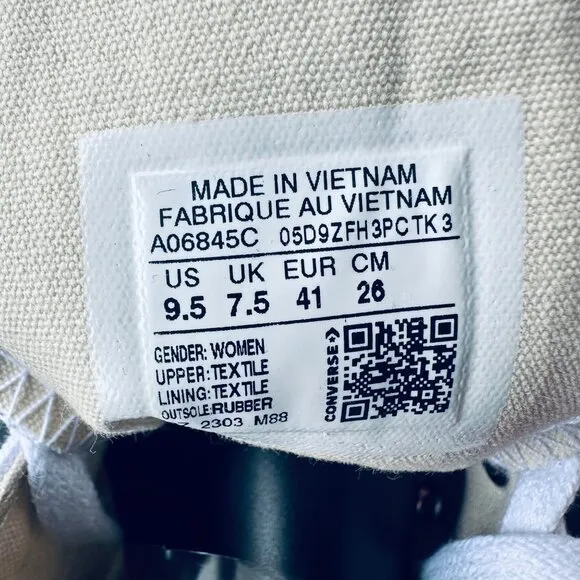 MADE IN VIETNAM
FABRIQUE AU VIETNAM
A06845C 05D9ZFH3PCTK3
US UK EUR CM
9.5 7.5 41 26
GENDER: WOMEN
UPPER: TEXTILE
LINING: TEXTILE
OUTSOLE: RUBBER
2303 M88
CONVERSE